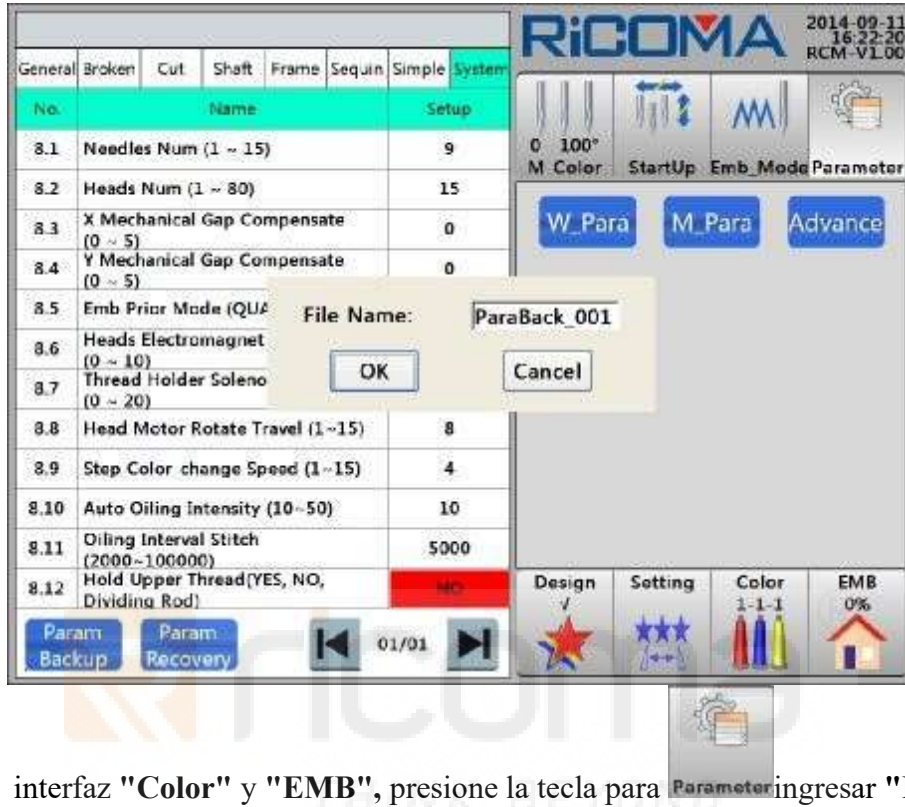 RiCOMA
2014-09-11
16:22:20
RCM-V1.00
General Broken Cut Shaft Frame Sequin Simple System
No. Name Setup
8.1 Needles Num (1 ~ 15) 9
8.2 Heads Num (1 ~ 80) 15
8.3 X Mechanical Gap Compensate
(0 ~ 5) 0
8.4 Y Mechanical Gap Compensate
(0 ~ 5) 0
8.5 Emb Prior Mode (QUA
8.6 Heads Electromagnet
(0 ~ 10)
8.7 Thread Holder Soleno
(0 ~ 20)
8.8 Head Motor Rotate Travel (1~15) 8
8.9 Step Color change Speed (1~15) 4
8.10 Auto Oiling Intensity (10~50) 10
8.11 Oiling Interval Stitch
(2000~100000) 5000
8.12 Hold Upper Thread(YES, NO,
Dividing Rod) NO
Param Backup
Param Recovery
01/01
File Name: ParaBack_001
OK Cancel
0 100°
M Color StartUp Emb_Mode Parameter
W_Para M_Para Advance
Design Setting Color EMB
√ 1-1-1 0%
ricoma
interfaz "Color" y "EMB", presione la tecla para Parameter ingresar "